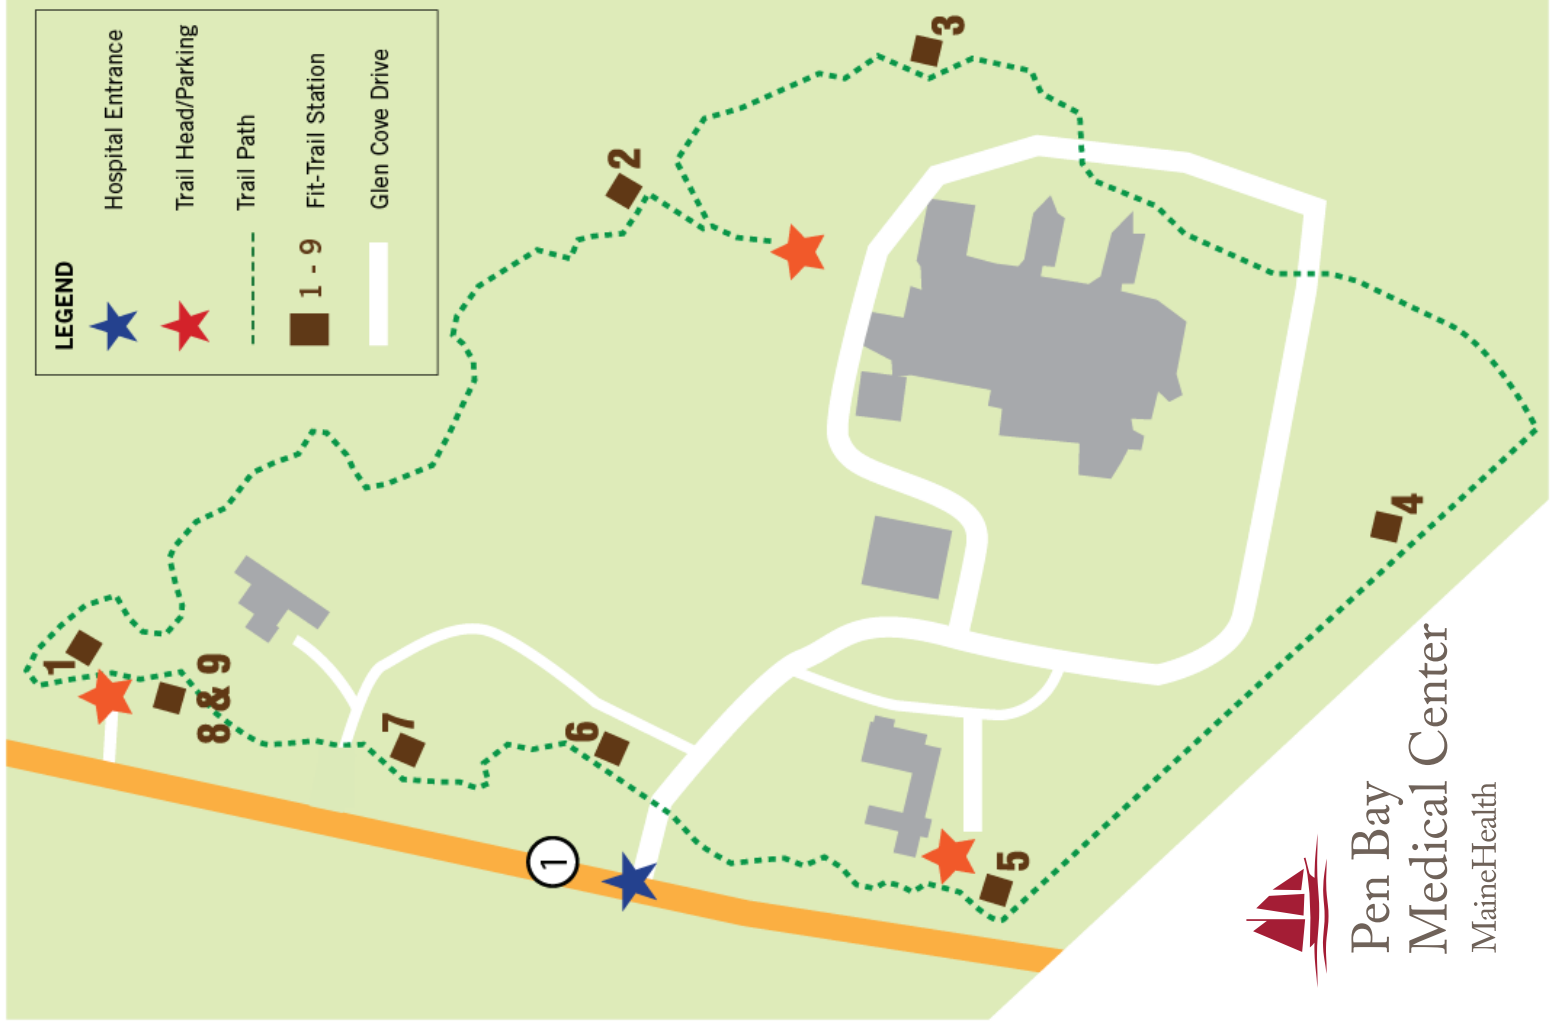 LEGEND
Hospital Entrance
Trail Head/Parking
Trail Path
1 - 9
Fit-Trail Station
Glen Cove Drive
1
2
3
4
5
6
7
8 & 9
1
Pen Bay
Medical Center
MaineHealth